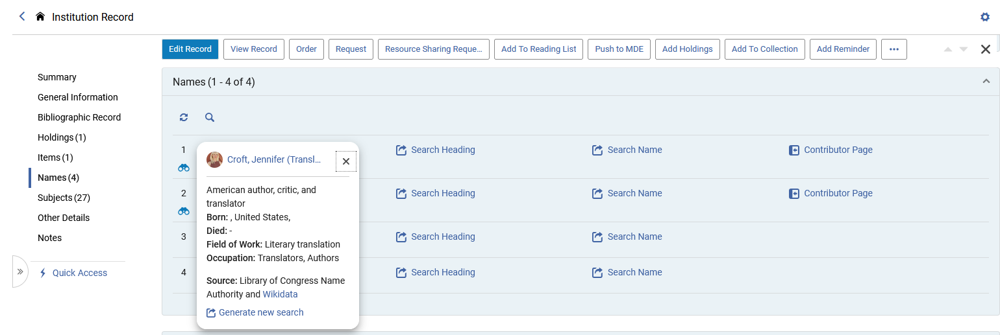 Institution Record
Edit Record View Record Order Request Resource Sharing Reque... Add To Reading List Push to MDE Add Holdings Add To Collection Add Reminder ...
Summary
General Information
Bibliographic Record
Holdings (1)
Items (1)
Names (4)
Subjects (27)
Other Details
Notes
Quick Access
Names (1 - 4 of 4)
1 Search Heading Search Name Contributor Page
2 Search Heading Search Name Contributor Page
3 Search Heading Search Name
4 Search Heading Search Name
Croft, Jennifer (Transl...
American author, critic, and
translator
Born: , United States,
Died: -
Field of Work: Literary translation
Occupation: Translators, Authors
Source: Library of Congress Name
Authority and Wikidata
Generate new search